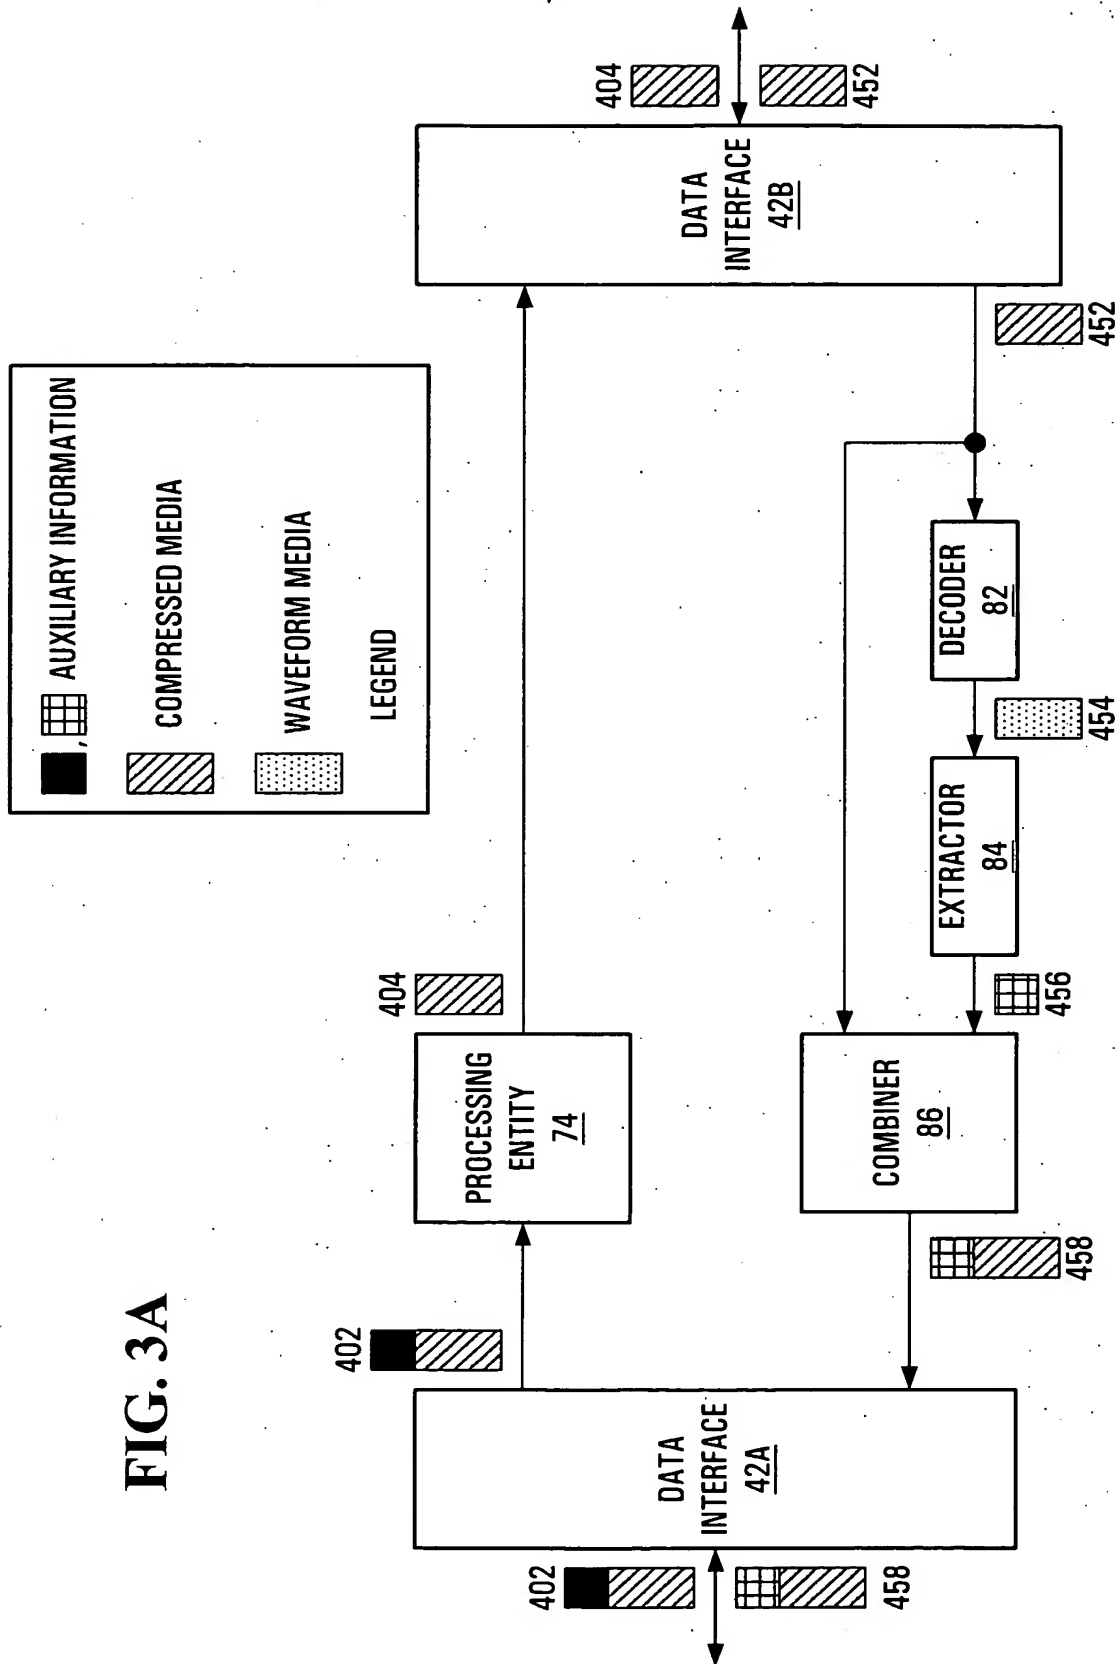 FIG. 3A
AUXILIARY INFORMATION
,
COMPRESSED MEDIA
WAVEFORM MEDIA
LEGEND
402
402
404
404
DATA
INTERFACE
42A
PROCESSING
ENTITY
74
DATA
INTERFACE
42B
458
458
COMBINER
86
456
EXTRACTOR
84
454
DECODER
82
452
452